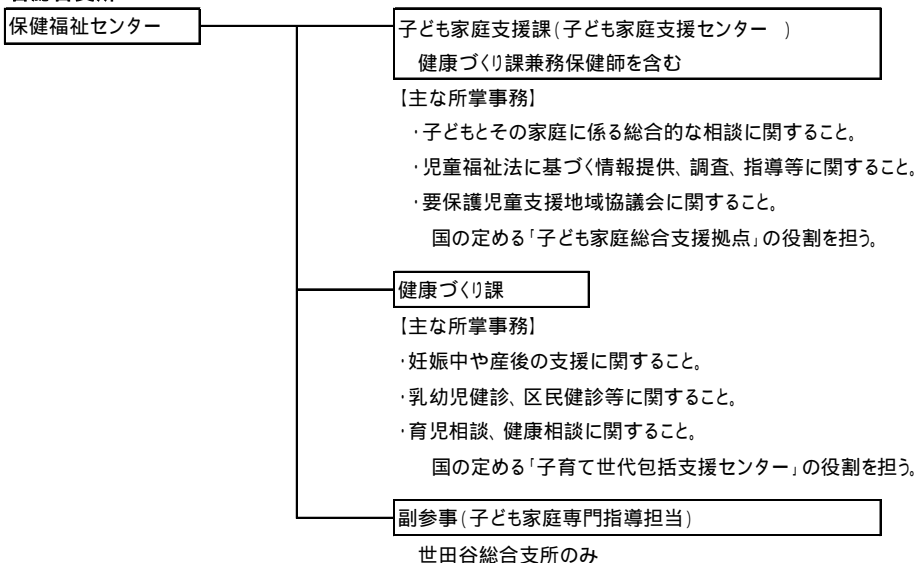 保健福祉センター
子ども家庭支援課(子ども家庭支援センター　)
健康づくり課兼務保健師を含む
【主な所掌事務】
・子どもとその家庭に係る総合的な相談に関すること。
・児童福祉法に基づく情報提供、調査、指導等に関すること。
・要保護児童支援地域協議会に関すること。
国の定める「子ども家庭総合支援拠点」の役割を担う。
健康づくり課
【主な所掌事務】
・妊娠中や産後の支援に関すること。
・乳幼児健診、区民健診等に関すること。
・育児相談、健康相談に関すること。
国の定める「子育て世代包括支援センター」の役割を担う。
副参事(子ども家庭専門指導担当)
世田谷総合支所のみ